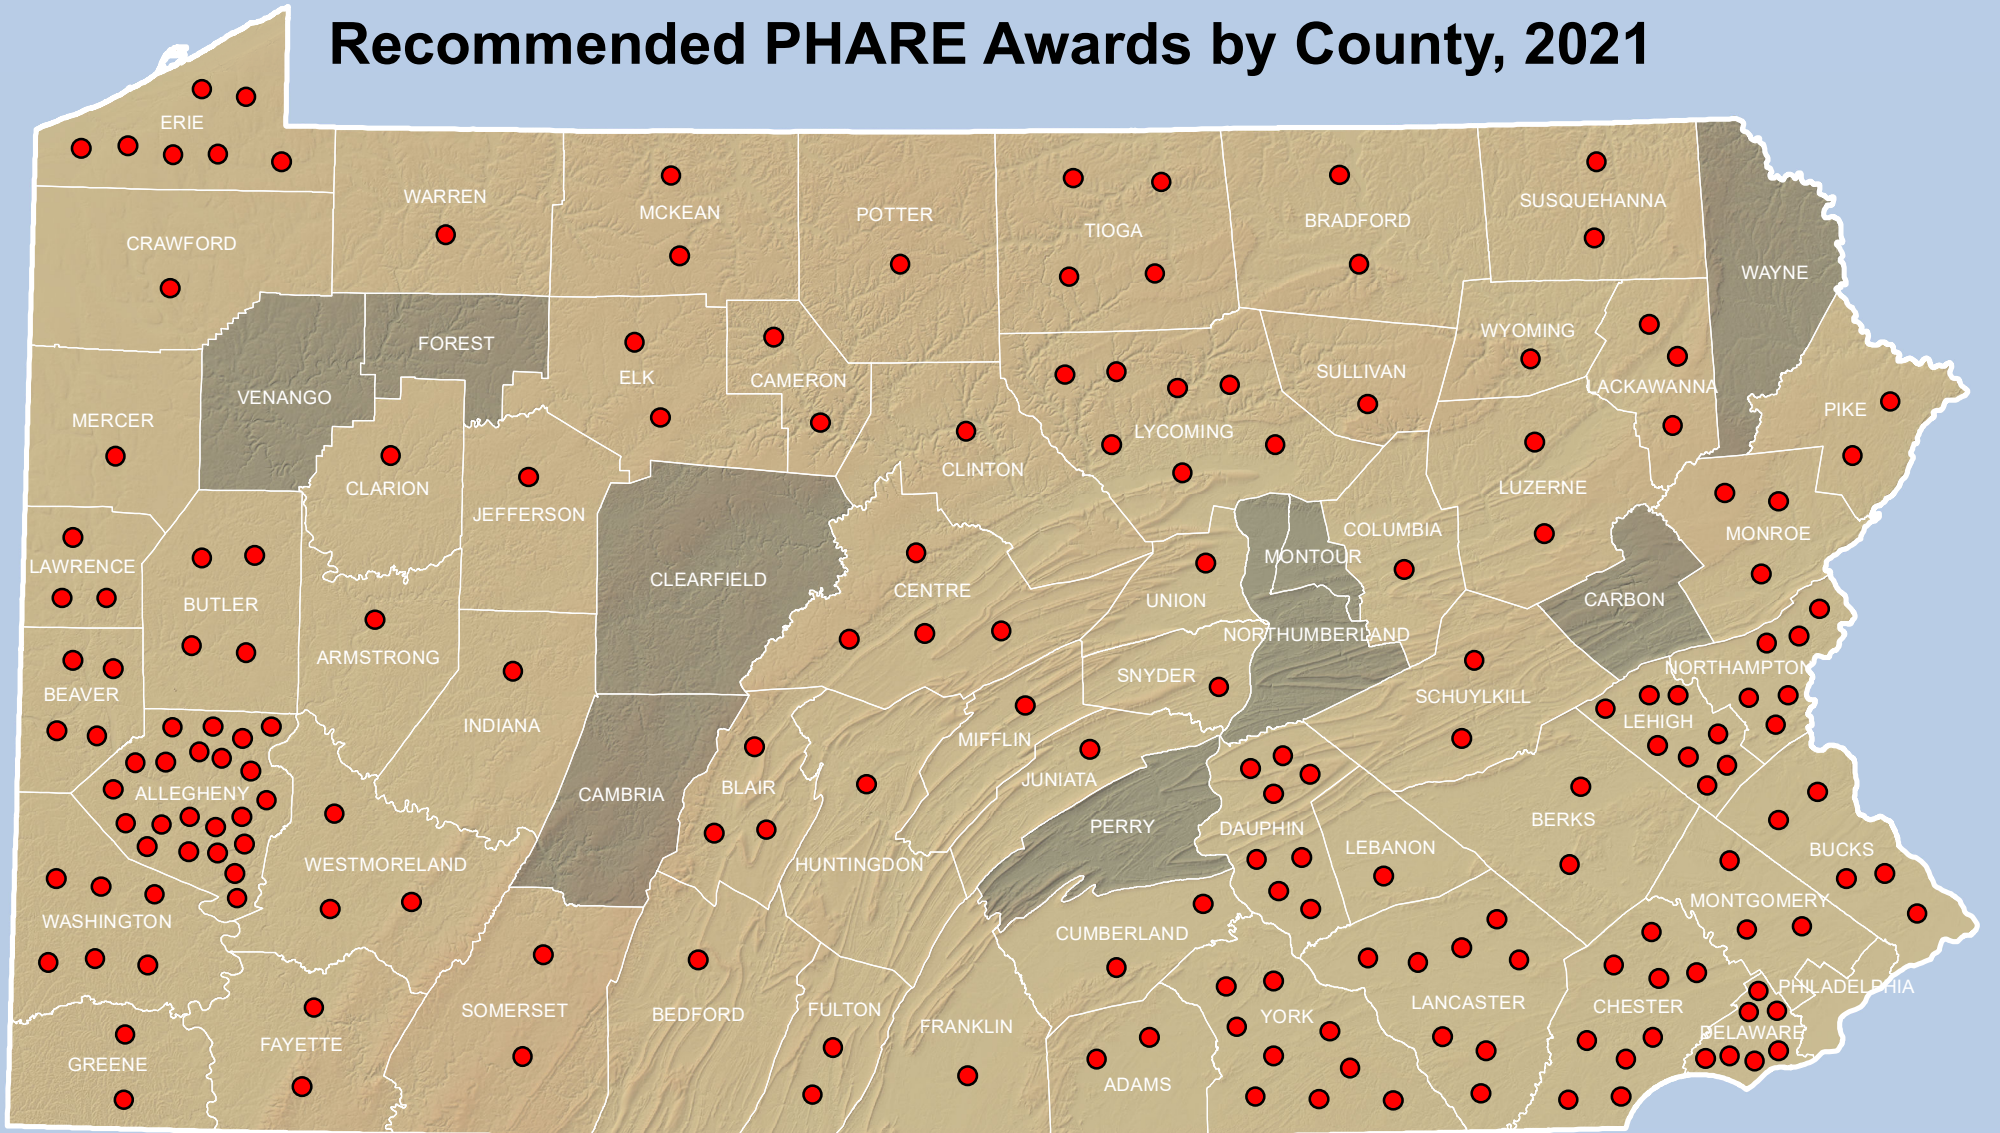 Recommended PHARE Awards by County, 2021
ERIE
WARREN
MCKEAN
POTTER
TIOGA
BRADFORD
SUSQUEHANNA
CRAWFORD
WAYNE
FOREST
WYOMING
VENANGO
ELK
CAMERON
SULLIVAN
LACKAWANNA
MERCER
PIKE
LYCOMING
CLINTON
CLARION
LUZERNE
JEFFERSON
COLUMBIA
MONROE
MONTOUR
LAWRENCE
CLEARFIELD
CENTRE
UNION
CARBON
BUTLER
NORTHUMBERLAND
ARMSTRONG
NORTHAMPTON
SNYDER
BEAVER
SCHUYLKILL
LEHIGH
INDIANA
MIFFLIN
JUNIATA
BLAIR
ALLEGHENY
CAMBRIA
BERKS
PERRY
DAUPHIN
LEBANON
BUCKS
WESTMORELAND
HUNTINGDON
MONTGOMERY
WASHINGTON
CUMBERLAND
PHILADELPHIA
LANCASTER
CHESTER
SOMERSET
FULTON
BEDFORD
YORK
FRANKLIN
DELAWARE
FAYETTE
GREENE
ADAMS